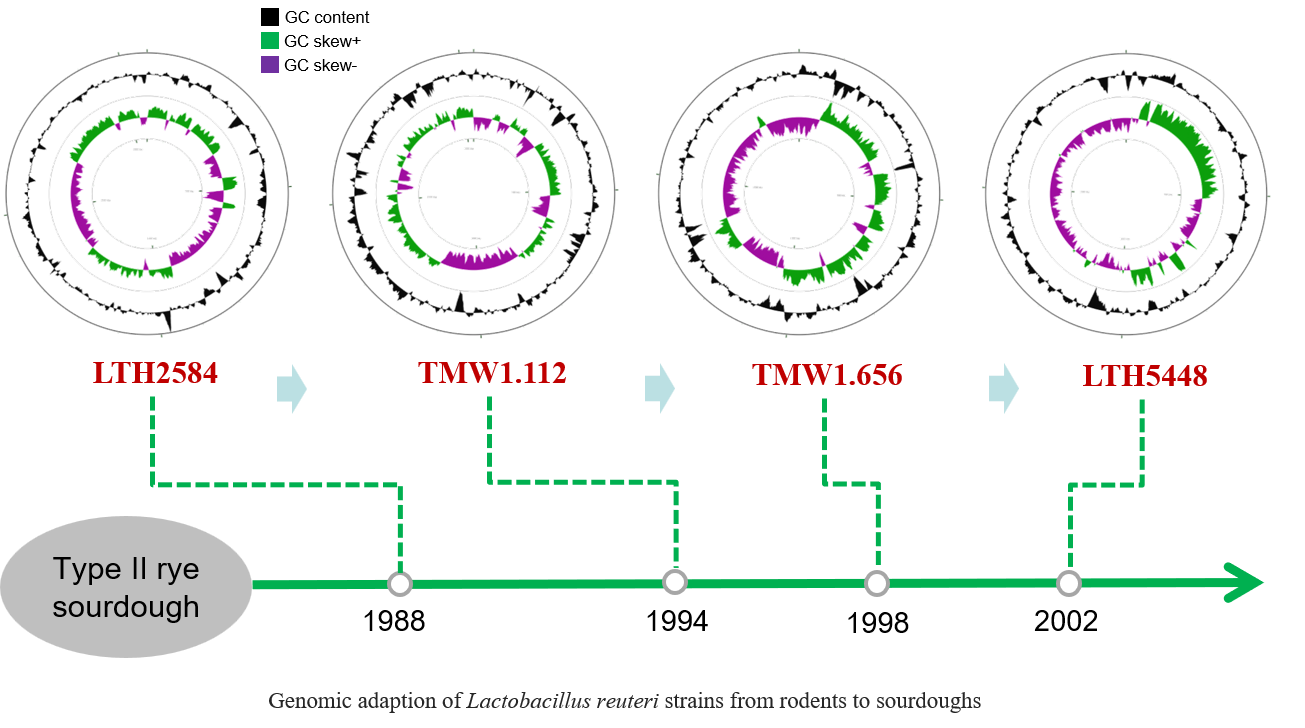 GC content
GC skew+
GC skew-
LTH2584
TMW1.112
TMW1.656
LTH5448
Type II rye
sourdough
1988
1994
1998
2002
Genomic adaption of Lactobacillus reuteri strains from rodents to sourdoughs